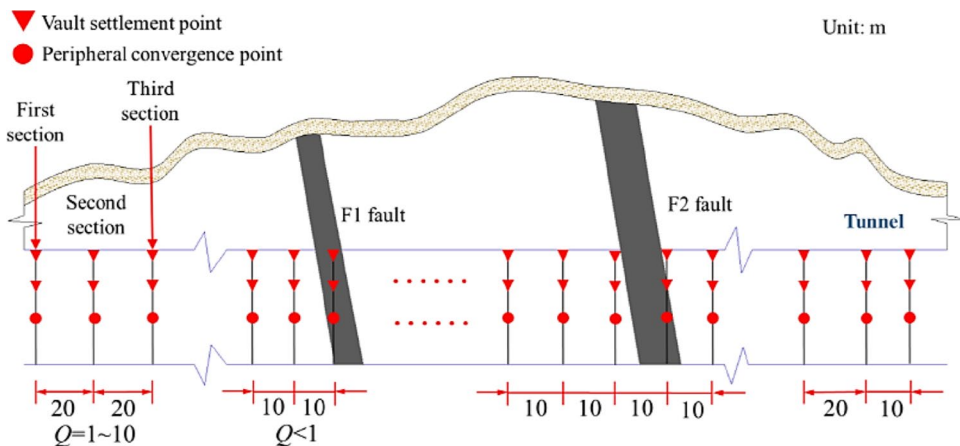 Vault settlement point
Peripheral convergence point
Unit: m
First
section
Third
section
Second
section
F1 fault
F2 fault
Tunnel
20 20 10 10 10 10 10 10 20 10
Q=1~10 Q<1